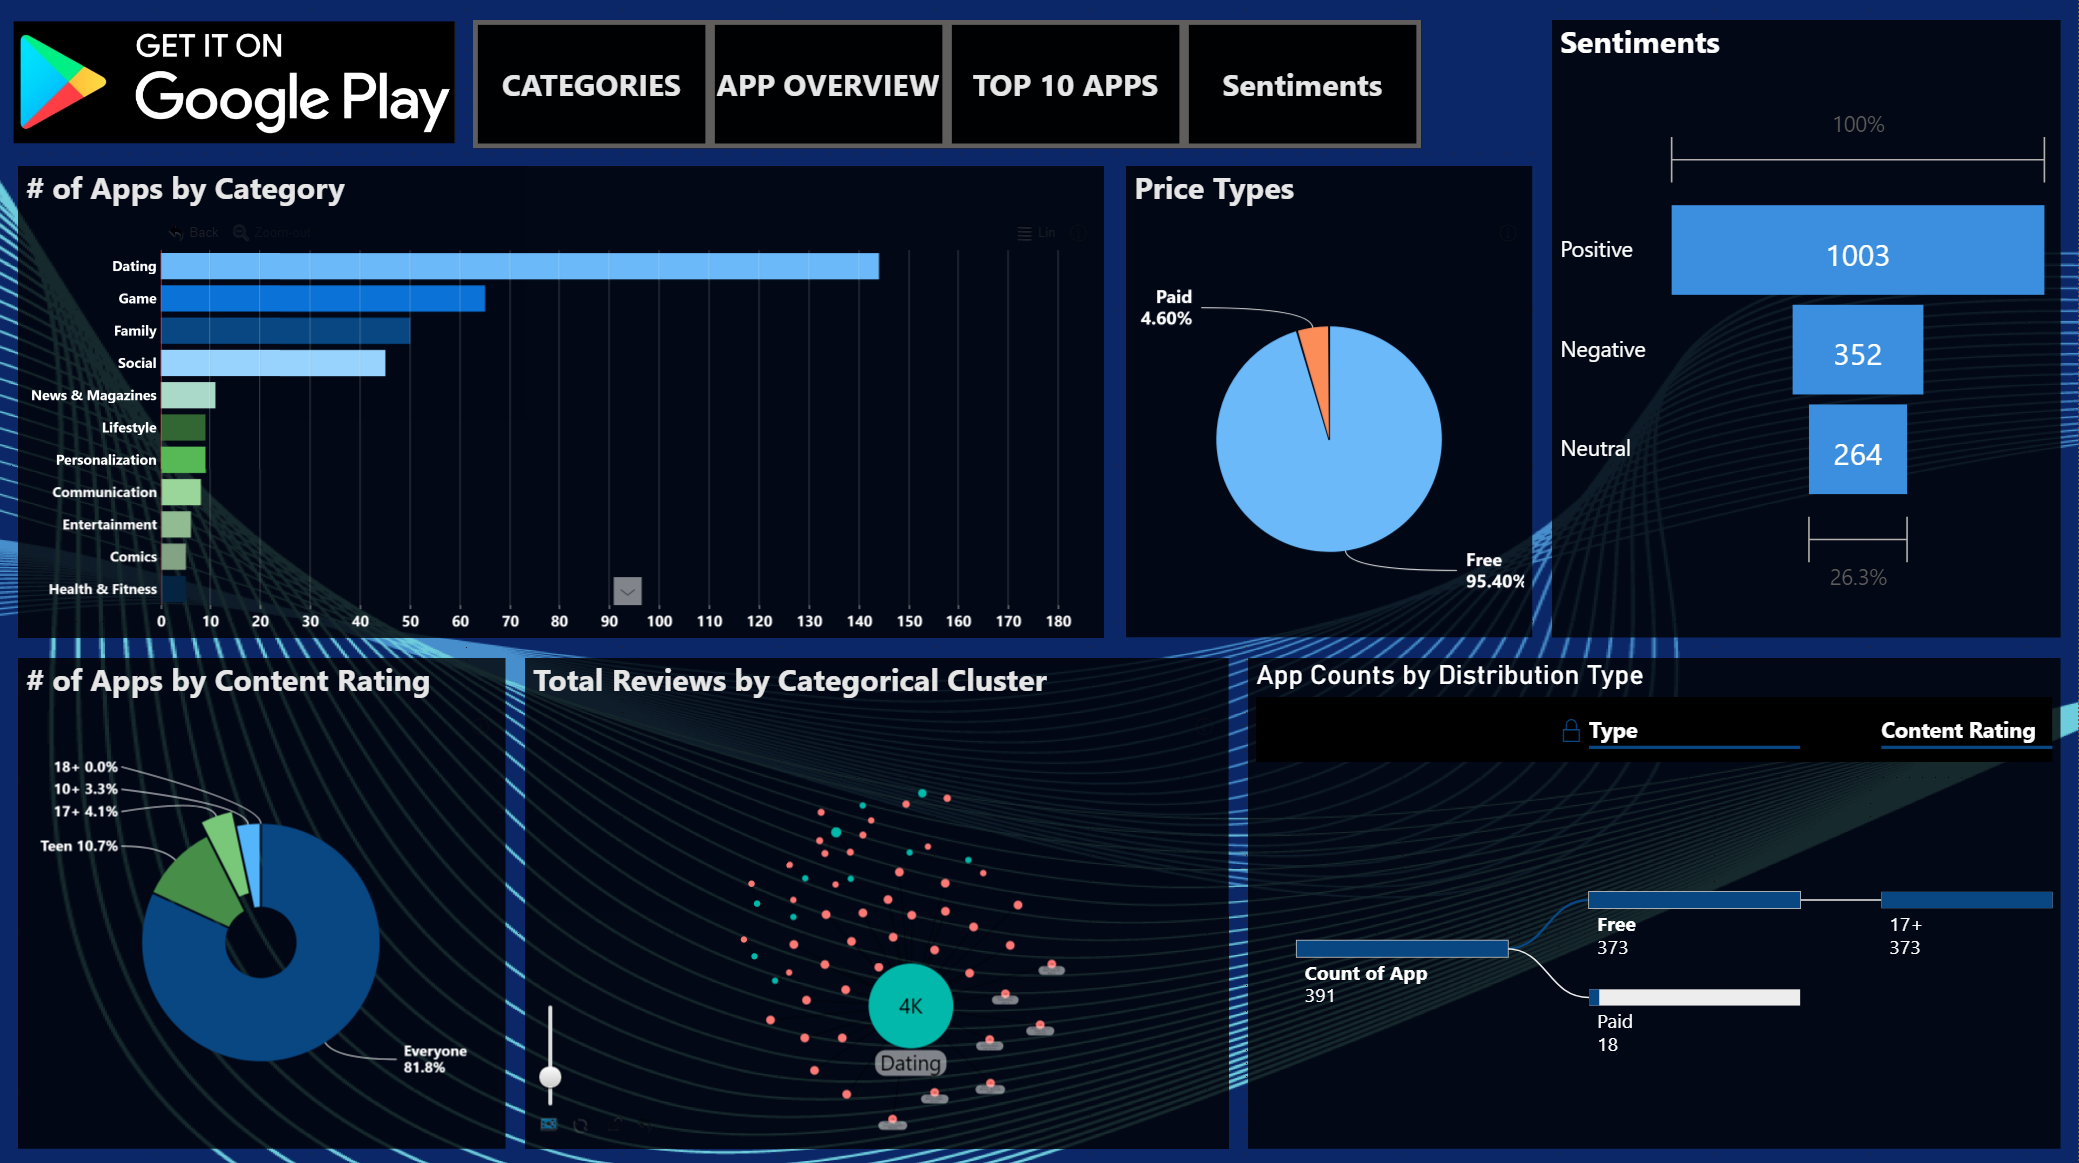 GET IT ON
Google Play
CATEGORIES
APP OVERVIEW
TOP 10 APPS
Sentiments
Sentiments
100%
Positive
1003
Negative
352
Neutral
264
26.3%
# of Apps by Category
Back
Zoom-out
Lin
Dating
Game
Family
Social
News & Magazines
Lifestyle
Personalization
Communication
Entertainment
Comics
Health & Fitness
0 10 20 30 40 50 60 70 80 90 100 110 120 130 140 150 160 170 180
Price Types
Paid
4.60%
Free
95.40%
# of Apps by Content Rating
18+ 0.0%
10+ 3.3%
17+ 4.1%
Teen 10.7%
Everyone
81.8%
Total Reviews by Categorical Cluster
4K
Dating
App Counts by Distribution Type
Type
Content Rating
Free
373
17+
373
Count of App
391
Paid
18